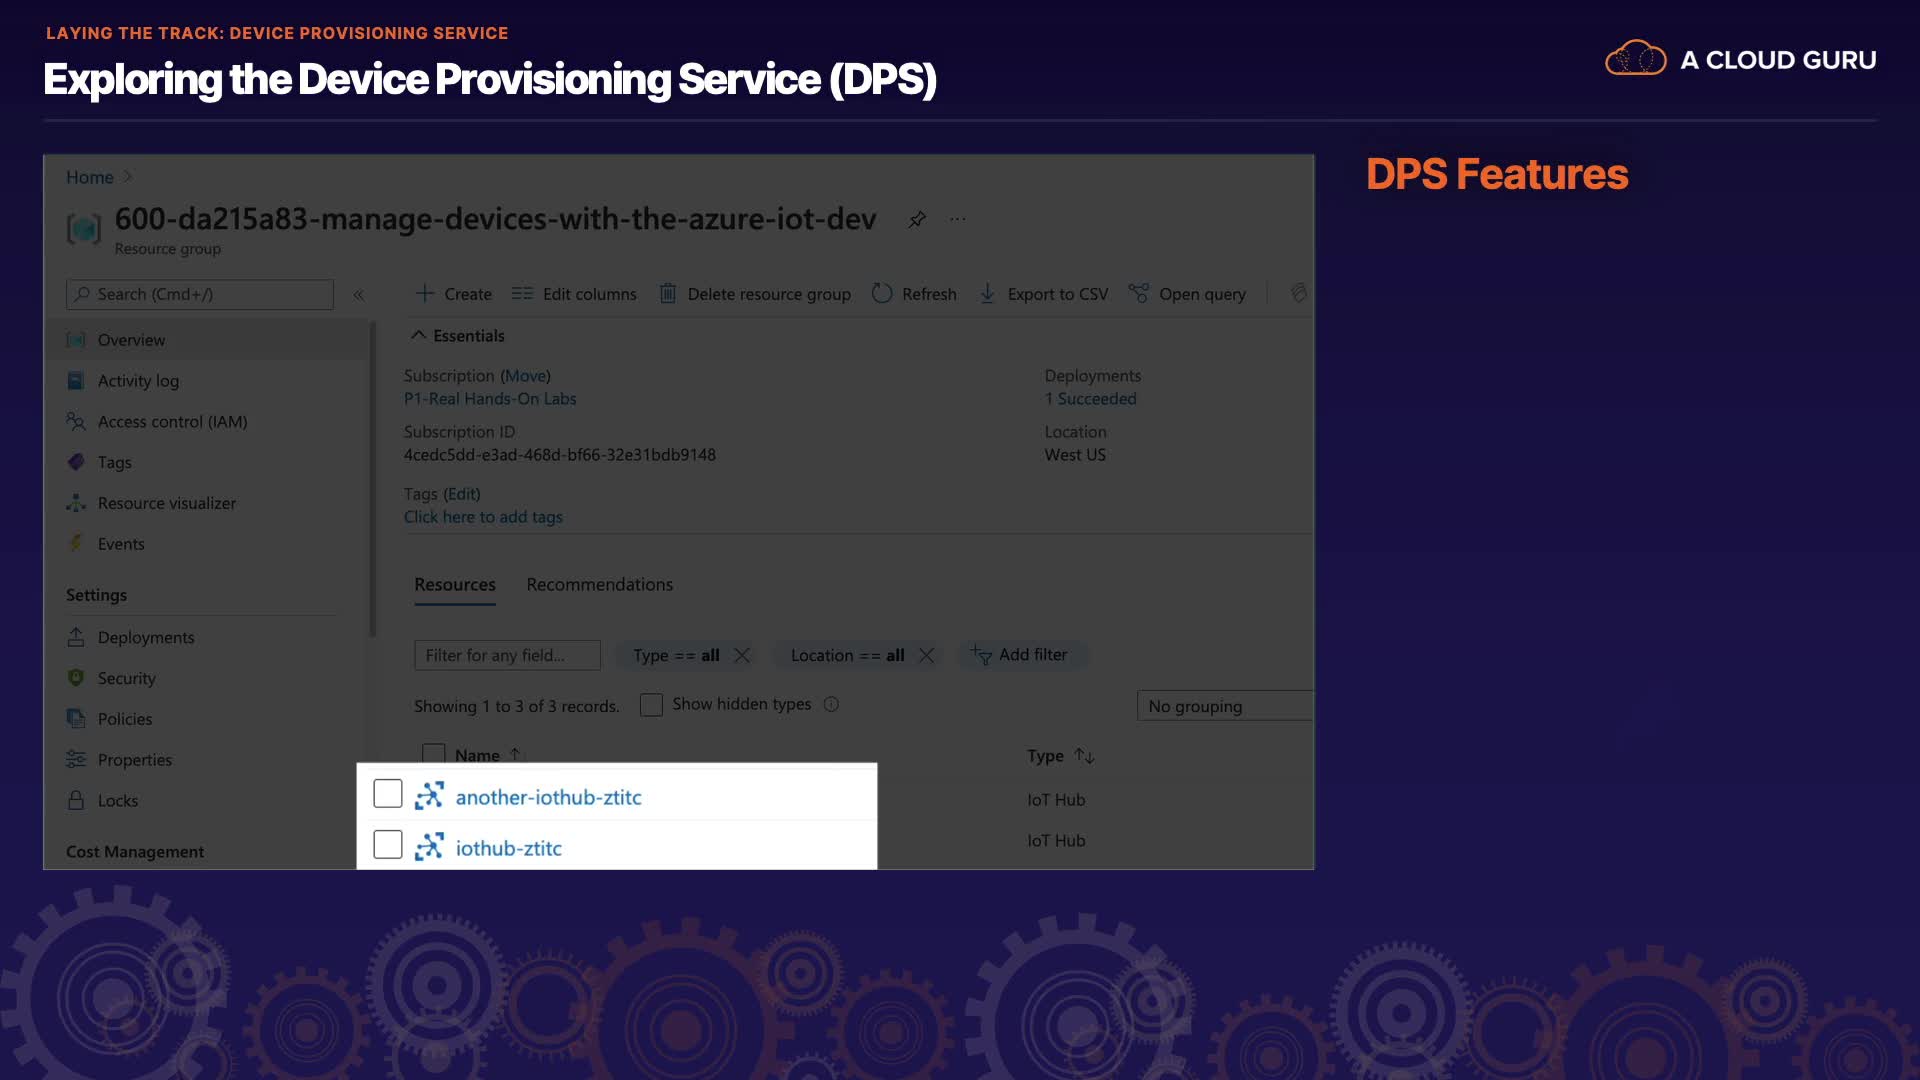 LAYING THE TRACK: DEVICE PROVISIONING SERVICE
Exploring the Device Provisioning Service (DPS)
A CLOUD GURU
DPS Features
Home
600-da215a83-manage-devices-with-the-azure-iot-dev
Resource group
Search (Cmd+/)
Create
Edit columns
Delete resource group
Refresh
Export to CSV
Open query
Overview
Activity log
Access control (IAM)
Tags
Resource visualizer
Events
Settings
Deployments
Security
Policies
Properties
Locks
Cost Management
Essentials
Subscription (Move)
P1-Real Hands-On Labs
Subscription ID
4cedc5dd-e3ad-468d-bf66-32e31bdb9148
Tags (Edit)
Click here to add tags
Deployments
1 Succeeded
Location
West US
Resources
Recommendations
Filter for any field...
Type == all
Location == all
Add filter
Showing 1 to 3 of 3 records.
Show hidden types
No grouping
Name
Type
another-iothub-ztitc
IoT Hub
iothub-ztitc
IoT Hub